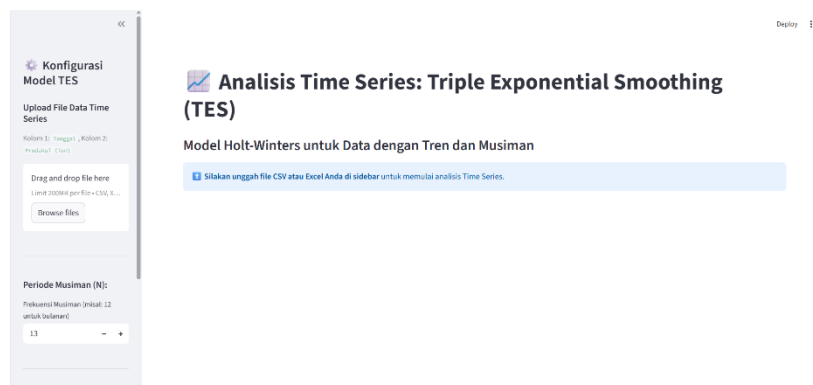 Deploy
Konfigurasi
Model TES
Upload File Data Time
Series
Kolom 1: Tanggal , Kolom 2:
Produksi (Ton)
Drag and drop file here
Limit 200MB per file • CSV, X...
Browse files
Periode Musiman (N):
Frekuensi Musiman (misal: 12
untuk bulanan)
13
Analisis Time Series: Triple Exponential Smoothing
(TES)
Model Holt-Winters untuk Data dengan Tren dan Musiman
Silakan unggah file CSV atau Excel Anda di sidebar untuk memulai analisis Time Series.